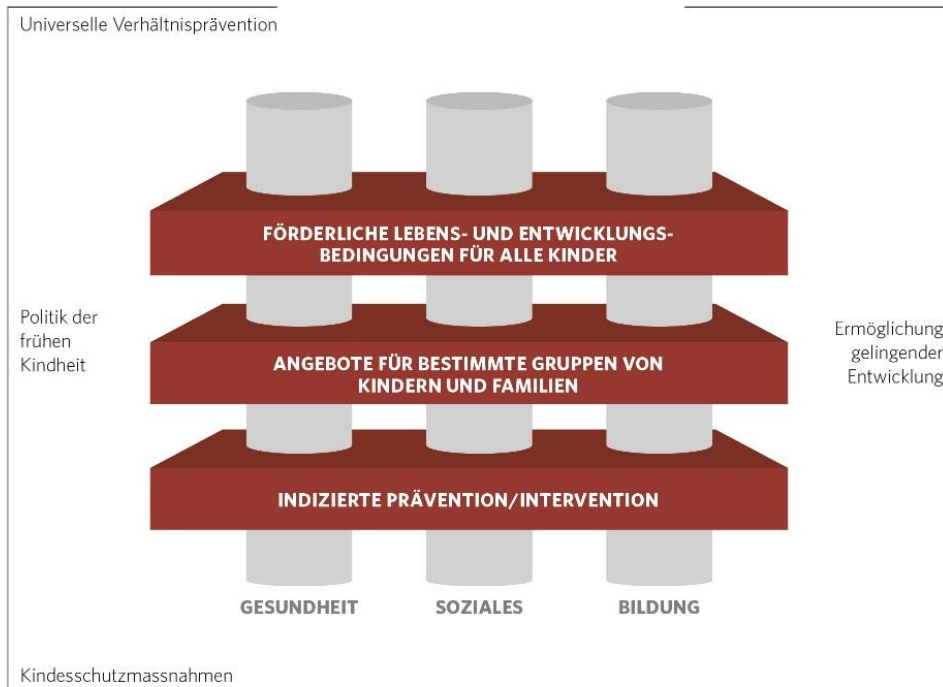 Universelle Verhältnisprävention
FÖRDERLICHE LEBENS- UND ENTWICKLUNGS-
BEDINGUNGEN FÜR ALLE KINDER
Politik der
frühen
Kindheit
ANGEBOTE FÜR BESTIMMTE GRUPPEN VON
KINDERN UND FAMILIEN
Ermöglichung
gelingender
Entwicklung
INDIZIERTE PRÄVENTION/INTERVENTION
GESUNDHEIT
SOZIALES
BILDUNG
Kindesschutzmassnahmen